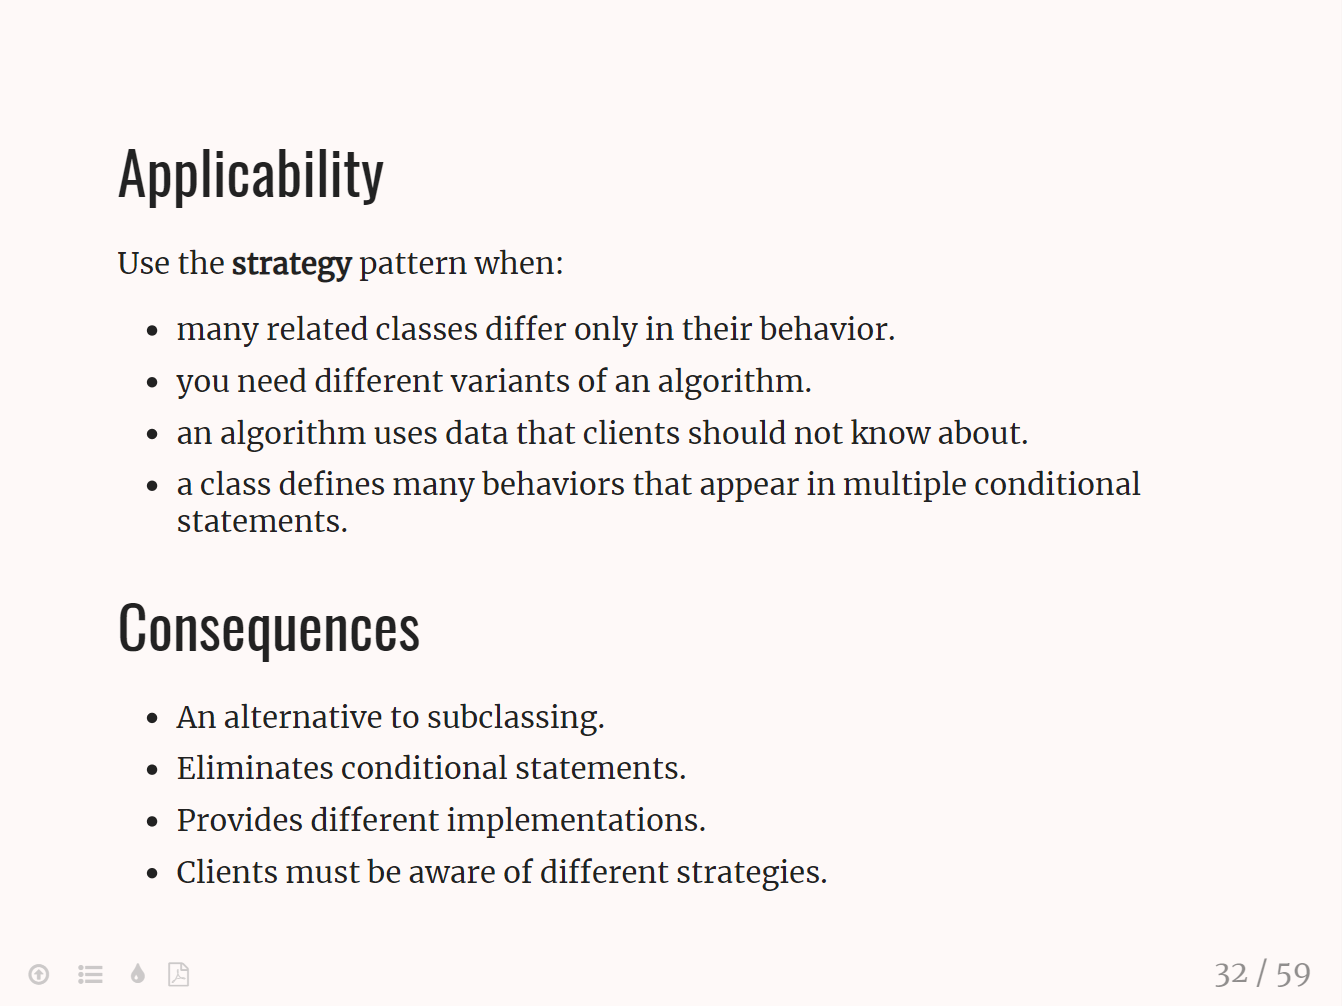 Applicability
Use the strategy pattern when:
• many related classes differ only in their behavior.
• you need different variants of an algorithm.
• an algorithm uses data that clients should not know about.
• a class defines many behaviors that appear in multiple conditional
statements.
Consequences
• An alternative to subclassing.
• Eliminates conditional statements.
• Provides different implementations.
• Clients must be aware of different strategies.
32 / 59